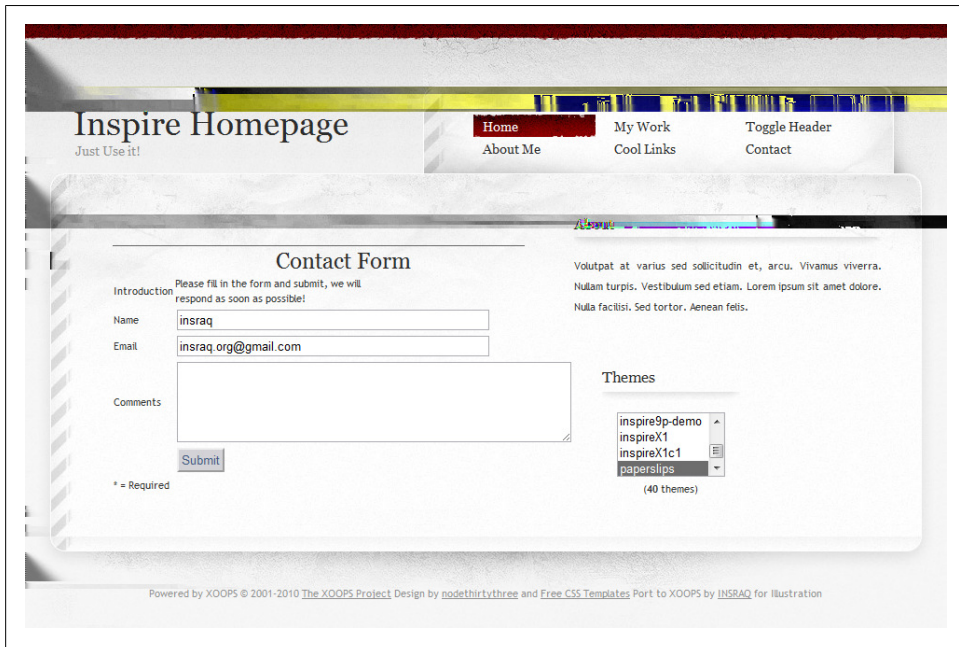 Inspire Homepage
Just Use it!
Home
My Work
Toggle Header
About Me
Cool Links
Contact
Contact Form
Introduction Please fill in the form and submit, we will
respond as soon as possible!
Name insraq
Email insraq.org@gmail.com
Comments
Submit
* = Required
Volutpat at varius sed sollicitudin et, arcu. Vivamus viverra.
Nullam turpis. Vestibulum sed etiam. Lorem ipsum sit amet dolore.
Nulla facilisi. Sed tortor. Aenean felis.
Themes
inspire9p-demo
inspireX1
inspireX1c1
paperslips
(40 themes)
Powered by XOOPS © 2001-2010 The XOOPS Project Design by nodethirtythree and Free CSS Templates Port to XOOPS by INSRAQ for Illustration